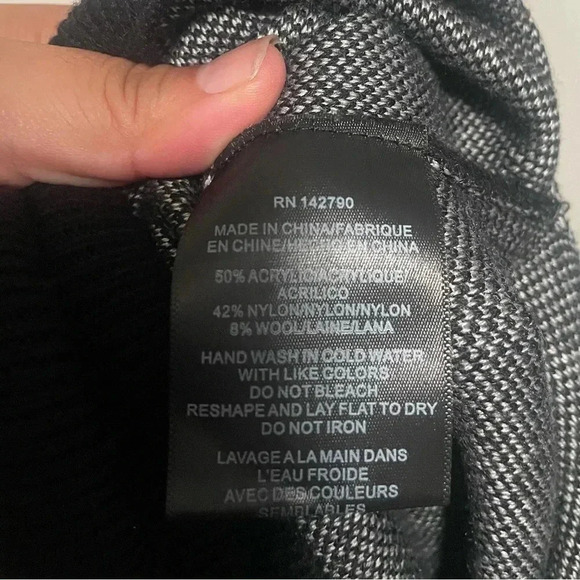 RN 142790
MADE IN CHINA/FABRIQUE
EN CHINE/HECHO EN CHINA
50% ACRYLIC/ACRYLIQUE/
ACRILICO
42% NYLON/NYLON/NYLON
8% WOOL/LAINE/LANA
HAND WASH IN COLD WATER
WITH LIKE COLORS
DO NOT BLEACH
RESHAPE AND LAY FLAT TO DRY
DO NOT IRON
LAVAGE A LA MAIN DANS
L'EAU FROIDE
AVEC DES COULEURS
SEMBLABLES